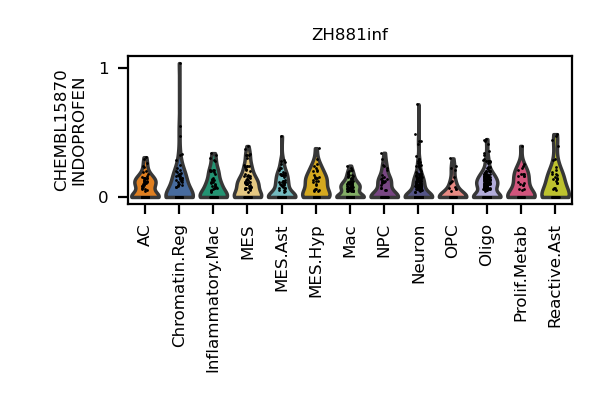 ZH881inf
CHEMBL15870
INDOPROFEN
1
0
AC
Chromatin.Reg
Inflammatory.Mac
MES
MES.Ast
MES.Hyp
Mac
NPC
Neuron
OPC
Oligo
Prolif.Metab
Reactive.Ast